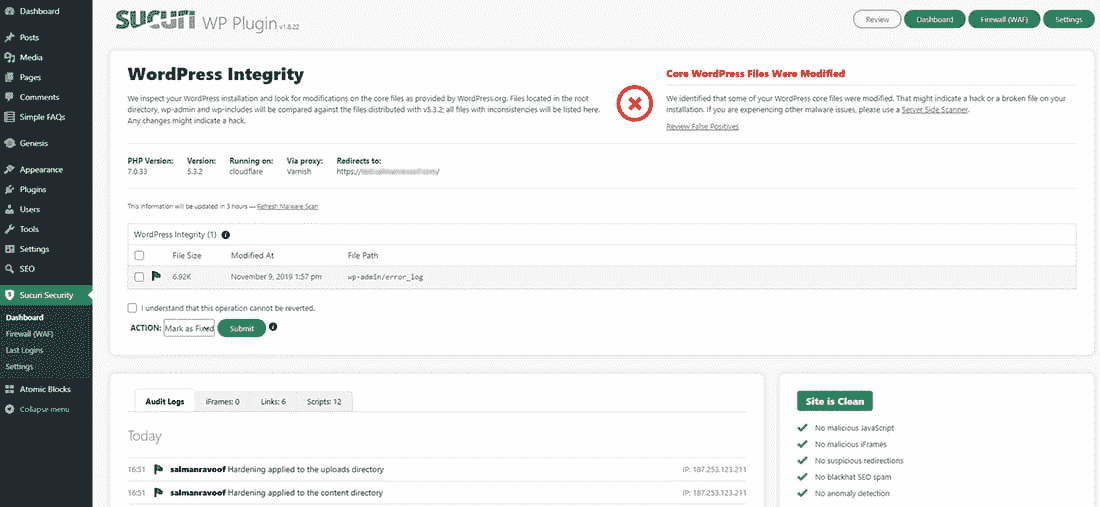 Dashboard
Posts
Media
Pages
Comments
Simple FAQs
Genesis
Appearance
Plugins
Users
Tools
Settings
SEO
Sucuri Security
Dashboard
Firewall (WAF)
Last Logins
Settings
Atomic Blocks
Collapse menu
sucuri WP Plugin v1.8.22
Review Dashboard Firewall (WAF) Settings
WordPress Integrity
We inspect your WordPress installation and look for modifications on the core files as provided by WordPress.org. Files located in the root
directory, wp-admin and wp-includes will be compared against the files distributed with v5.3.2; all files with inconsistencies will be listed here.
Any changes might indicate a hack.
Core WordPress Files Were Modified
We identified that some of your WordPress core files were modified. That might indicate a hack or a broken file on your
installation. If you are experiencing other malware issues, please use a Server Side Scanner.
Review False Positives
PHP Version: Version: Running on: Via proxy: Redirects to:
7.0.33 5.3.2 cloudflare Varnish https://
This information will be updated in 3 hours — Refresh Malware Scan
WordPress Integrity (1)
File Size Modified At File Path
6.92K November 9, 2019 1:57 pm wp-admin/error_log
I understand that this operation cannot be reverted.
ACTION: Mark as Fixed Submit
Audit Logs iFrames: 0 Links: 6 Scripts: 12
Today
16:51 salmanravoof Hardening applied to the uploads directory IP: 187.253.123.211
16:51 salmanravoof Hardening applied to the content directory IP: 187.253.123.211
Site is Clean
No malicious JavaScript
No malicious iFrames
No suspicious redirections
No blackhat SEO spam
No anomaly detection